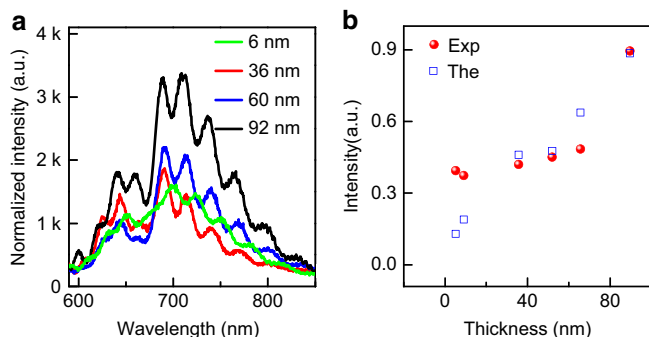 a
4 k
3 k
2 k
1 k
0
600
700
800
Normalized intensity (a.u.)
Wavelength (nm)
6 nm
36 nm
60 nm
92 nm
b
0.9
0.6
0.3
0.0
0
40
80
Intensity(a.u.)
Thickness (nm)
Exp
The